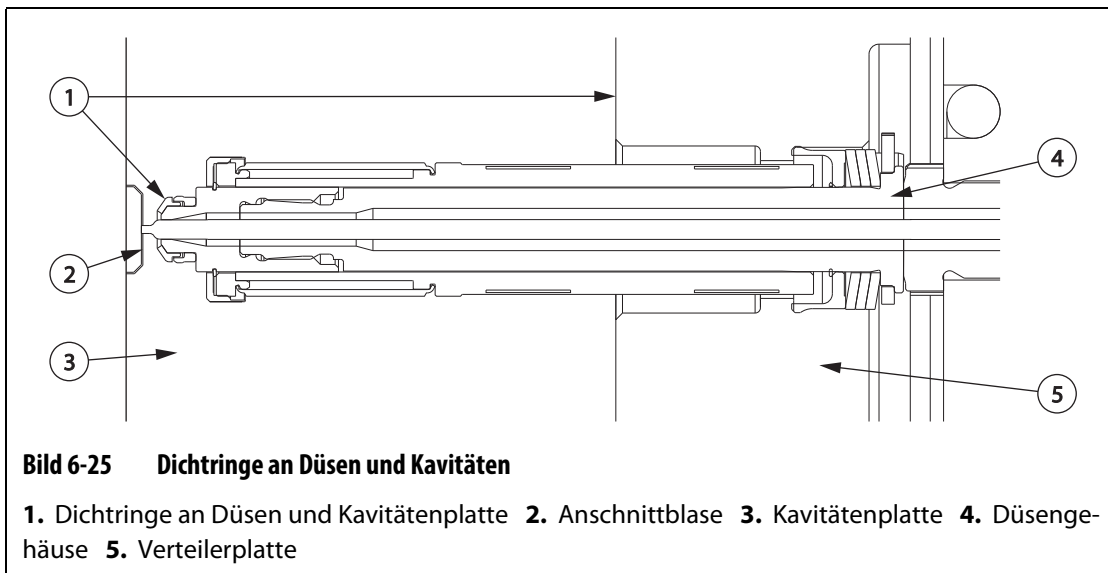 1
4
2
3
5
Bild 6-25 Dichtringe an Düsen und Kavitäten
1. Dichtringe an Düsen und Kavitätenplatte 2. Anschnittblase 3. Kavitätenplatte 4. Düsenge-
häuse 5. Verteilerplatte